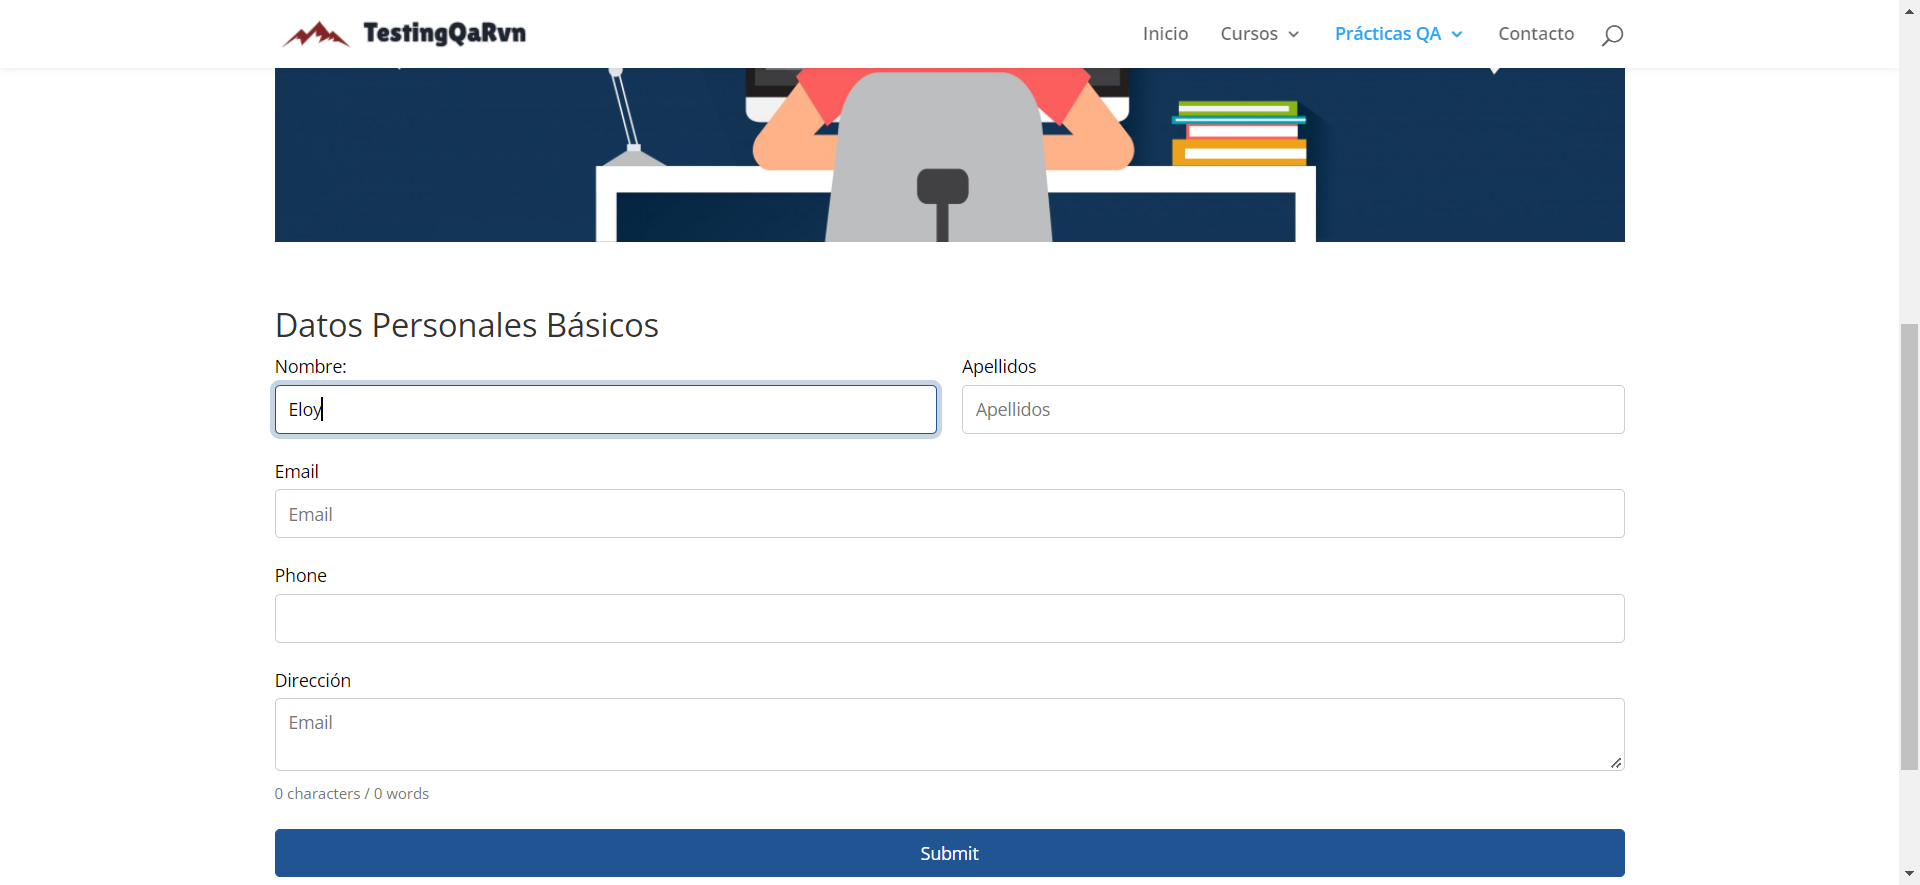 TestingQaRvn
Inicio Cursos Prácticas QA Contacto
Datos Personales Básicos
Nombre: Apellidos
Eloy Apellidos
Email
Email
Phone
Dirección
Email
0 characters / 0 words
Submit